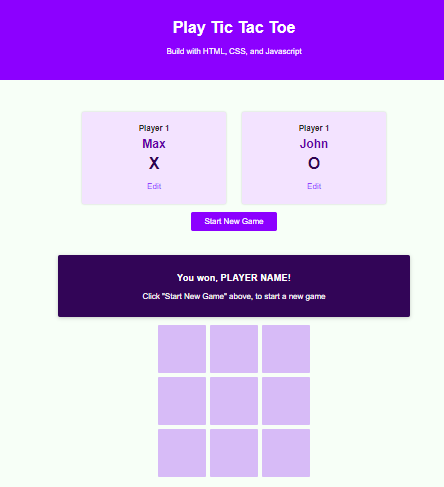 Play Tic Tac Toe
Build with HTML, CSS, and Javascript
Player 1
Max
X
Edit
Player 1
John
O
Edit
Start New Game
You won, PLAYER NAME!
Click "Start New Game" above, to start a new game